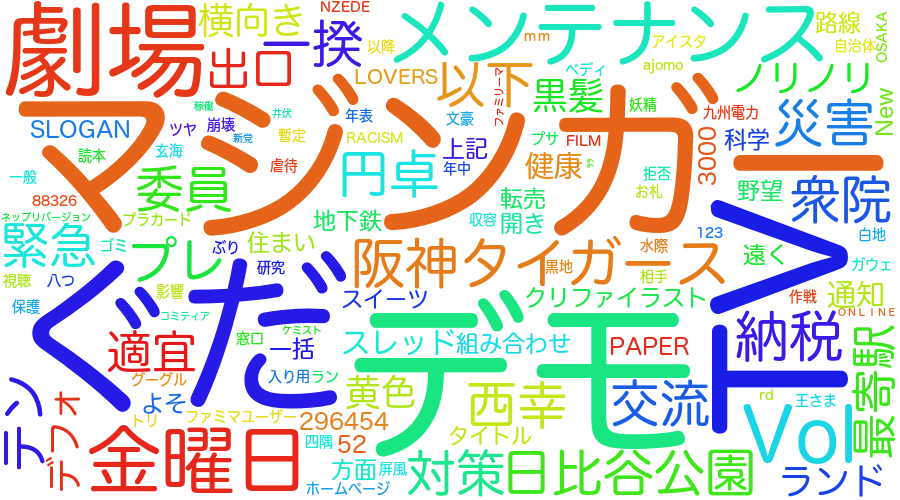 劇場
横向き
NZEDE
メンテナンス
路線
OSAKA
出口
一揆
以降
mm
アイスタ
自治体
LOVERS
以下
ベディ
ajomo
ノリノリ
マシンガン
稼働
井伏
年表
黒髪
ファミリーマ
妖精
九州電力
New
SLOGAN
ツヤ
崩壊
新党
暫定
RACISM
文豪
プサ
FILM
3000
科学
災害
読本
玄海
虐待
円卓
上記
健康
拒否
一般
委員
年中
お札
野望
衆院
88326
転売
ネップリバージョン
プラカード
地下鉄
収容
開き
123
白地
緊急
ゴミ
プレ
ぶり
住まい
阪神タイガース
水際
遠く
視聴
八つ
研究
黒地
相手
ガウェ
保護
影響
ぐだ
スイーツ
クリファイラスト
作戦
通知
コミティア
ONLINE
適宜
窓口
ケミスト
デモ
TV
一括
スレッド
組み合わせ
PAPER
納税
最寄駅
グーグル
入り用
ラン
黄色
西幸
交流
rd
王さま
テン
デフォ
よそ
トリ
ファミマユーザー
296454
タイトル
Vol
金曜日
四隅
52
方面
屏風
対策
日比谷公園
ランド
ホームページ